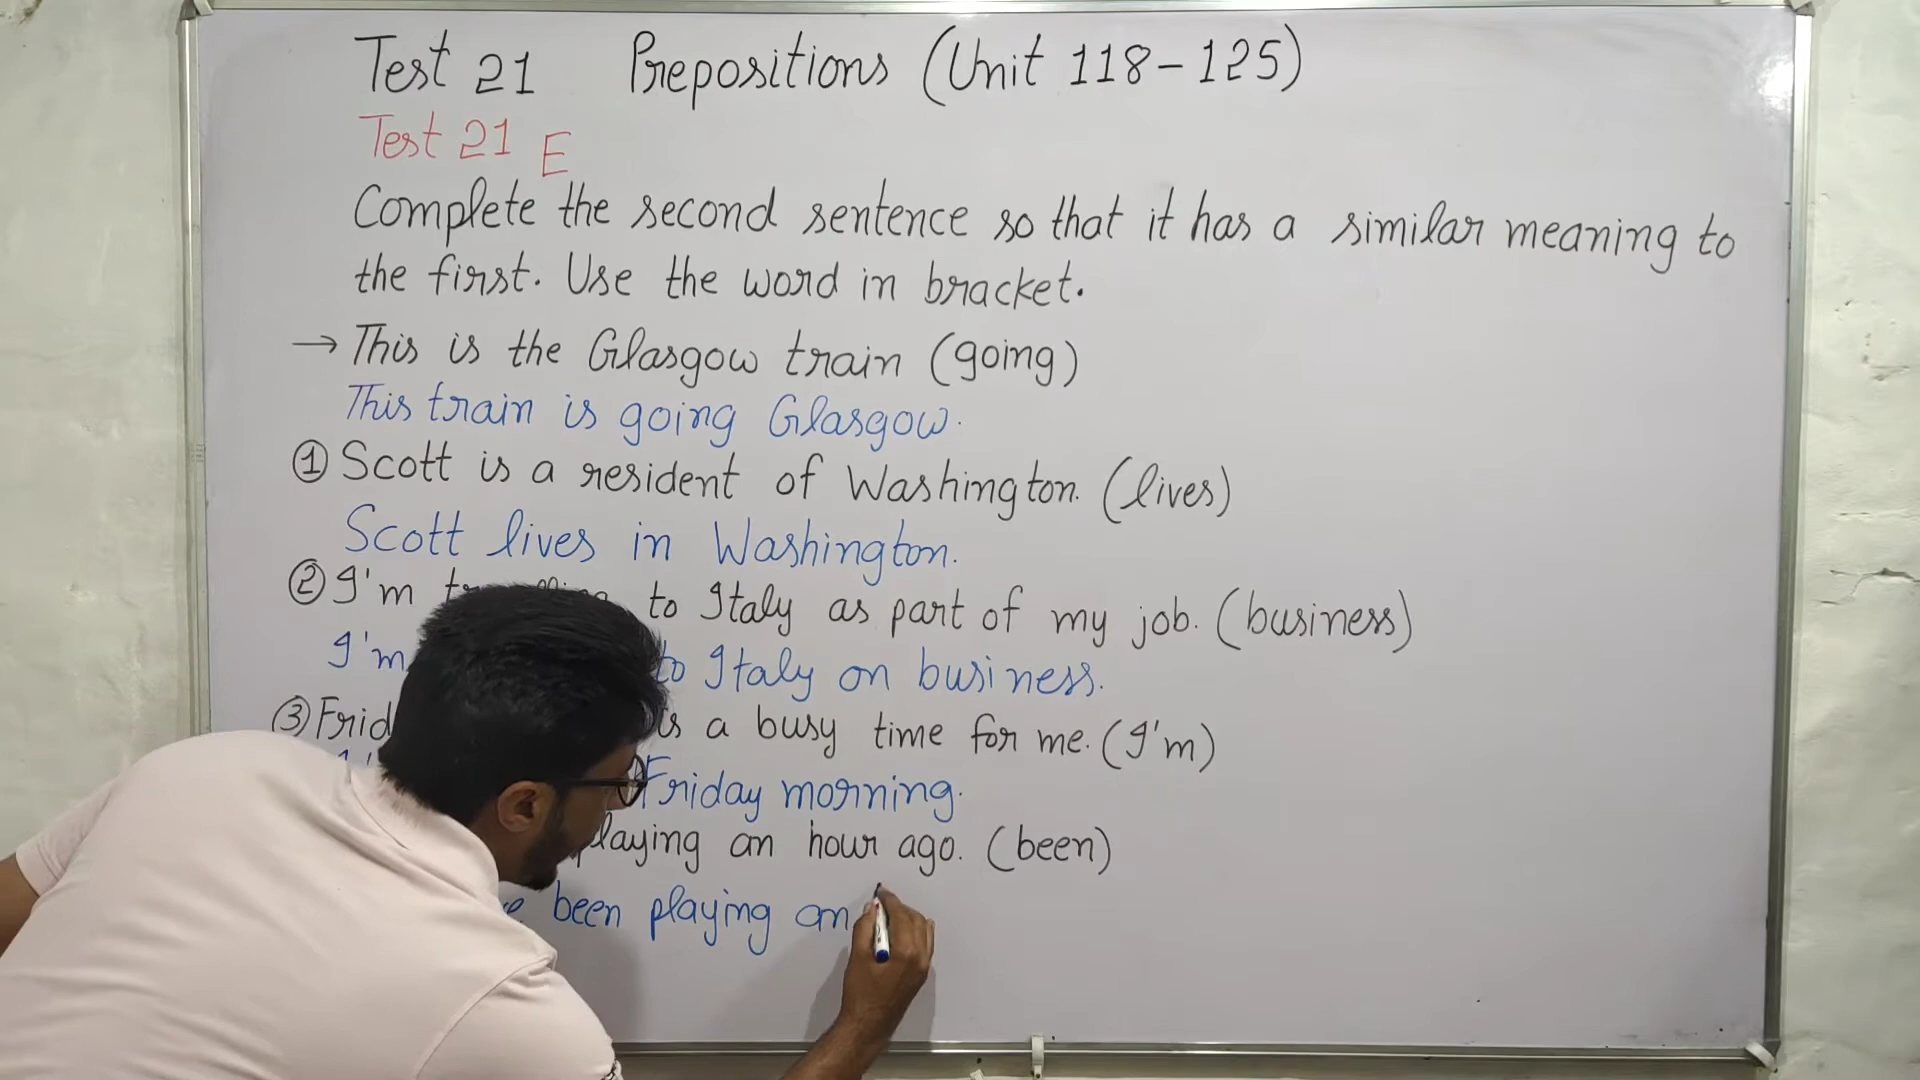 Test 21 Prepositions (Unit 118-125)
Test 21 E
Complete the second sentence so that it has a similar meaning to
the first. Use the word in bracket.
→ This is the Glasgow train (going)
This train is going Glasgow.
① Scott is a resident of Washington. (lives)
Scott lives in Washington.
② I'm to Italy as part of my job. (business)
I'm to Italy on business.
③ a busy time for me. (I'm)
Friday morning.
playing an hour ago. (been)
been playing an